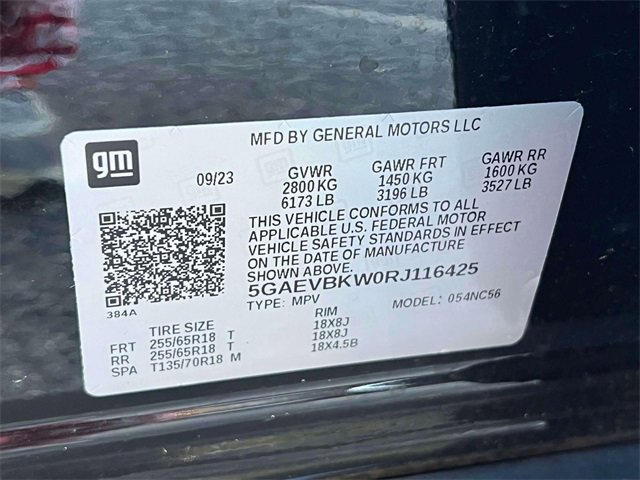 MFD BY GENERAL MOTORS LLC
gm
09/23
GVWR GAWR FRT GAWR RR
2800 KG 1450 KG 1600 KG
6173 LB 3196 LB 3527 LB
THIS VEHICLE CONFORMS TO ALL
APPLICABLE U.S. FEDERAL MOTOR
VEHICLE SAFETY STANDARDS IN EFFECT
ON THE DATE OF MANUFACTURE
SHOWN ABOVE.
5GAEVBKW0RJ116425
TYPE: MPV MODEL: 054NC56
384A
TIRE SIZE RIM
FRT 255/65R18 T 18X8J
RR 255/65R18 T 18X8J
SPA T135/70R18 M 18X4.5B